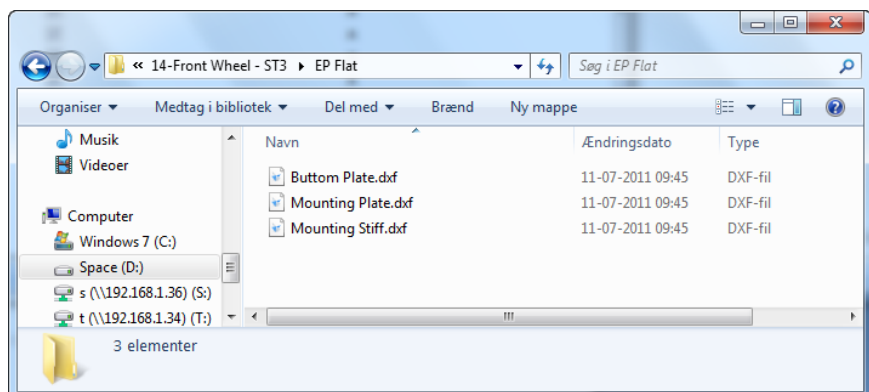 « 14-Front Wheel - ST3 ▸ EP Flat
Søg i EP Flat
Organiser Medtag i bibliotek Del med Brænd Ny mappe
Musik
Videoer
Computer
Windows 7 (C:)
Space (D:)
s (\\192.168.1.36) (S:)
t (\\192.168.1.34) (T:)
Navn Ændringsdato Type
Buttom Plate.dxf 11-07-2011 09:45 DXF-fil
Mounting Plate.dxf 11-07-2011 09:45 DXF-fil
Mounting Stiff.dxf 11-07-2011 09:45 DXF-fil
3 elementer